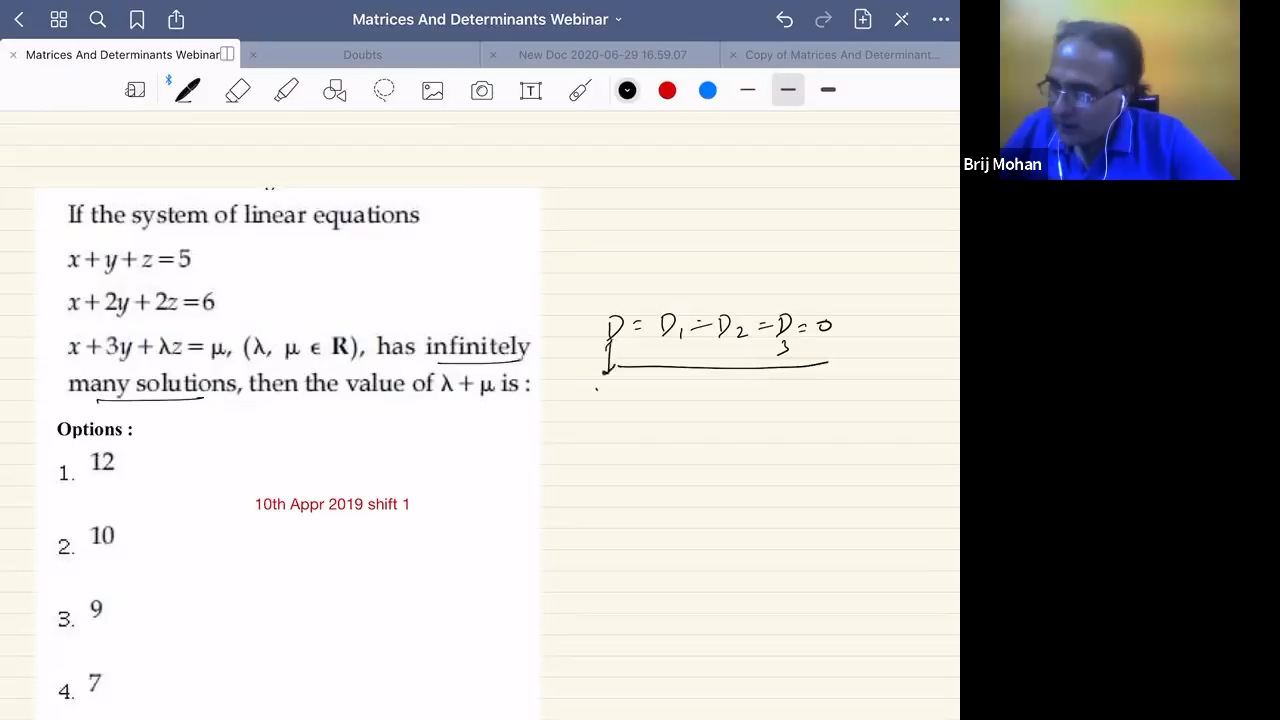 Matrices And Determinants Webinar
Matrices And Determinants Webinar
Doubts
New Doc 2020-06-29 16.59.07
Copy of Matrices And Determinant...
T
Brij Mohan
If the system of linear equations
x+y+z=5
x+2y+2z=6
x+3y+λz=μ, (λ, μ ϵ R), has infinitely
many solutions, then the value of λ+μ is :
D = D₁ = D₂ = D₃ = 0
Options :
1. 12
10th Appr 2019 shift 1
2. 10
3. 9
4. 7